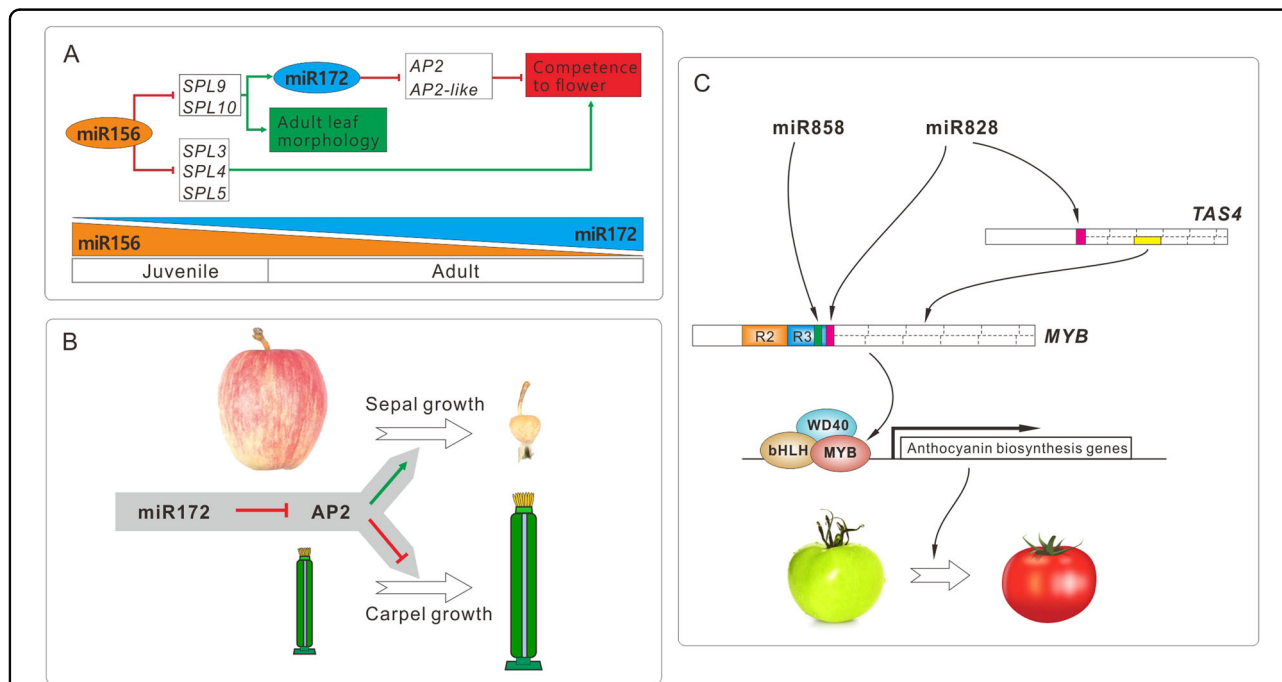 A
SPL9
SPL10
miR172
AP2
AP2-like
Competence
to flower
miR156
Adult leaf
morphology
SPL3
SPL4
SPL5
miR156
miR172
Juvenile
Adult
B
Sepal growth
miR172
AP2
Carpel growth
C
miR858
miR828
TAS4
R2
R3
MYB
WD40
bHLH
MYB
Anthocyanin biosynthesis genes